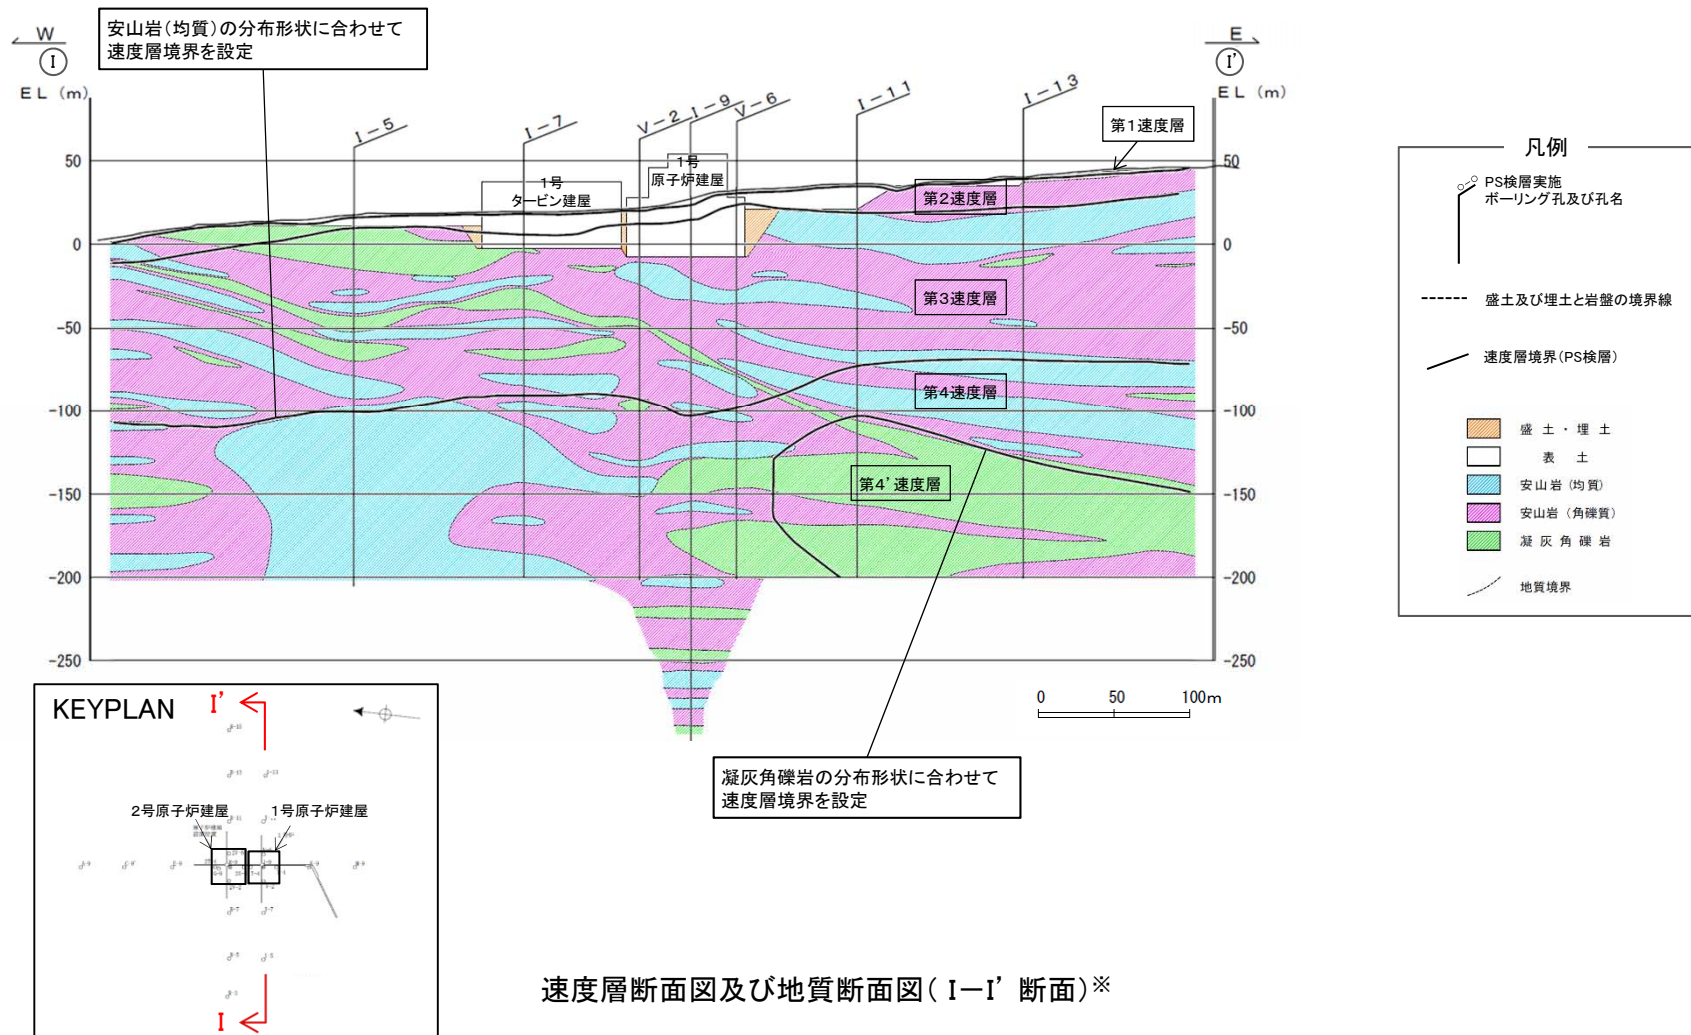 安山岩(均質)の分布形状に合わせて
速度層境界を設定
W
I
EL (m)
E
I'
EL (m)
I-5
I-7
V-2
I-9
V-6
I-11
I-13
第1速度層
50
0
-50
-100
-150
-200
-250
50
0
-50
-100
-150
-200
-250
1号
タービン建屋
1号
原子炉建屋
第2速度層
第3速度層
第4速度層
第4'速度層
凡例
PS検層実施
ボーリング孔及び孔名
盛土及び埋土と岩盤の境界線
速度層境界(PS検層)
盛土・埋土
表土
安山岩(均質)
安山岩(角礫質)
凝灰角礫岩
地質境界
0 50 100m
凝灰角礫岩の分布形状に合わせて
速度層境界を設定
KEYPLAN
I'
2号原子炉建屋
1号原子炉建屋
I
速度層断面図及び地質断面図(I-I' 断面)※